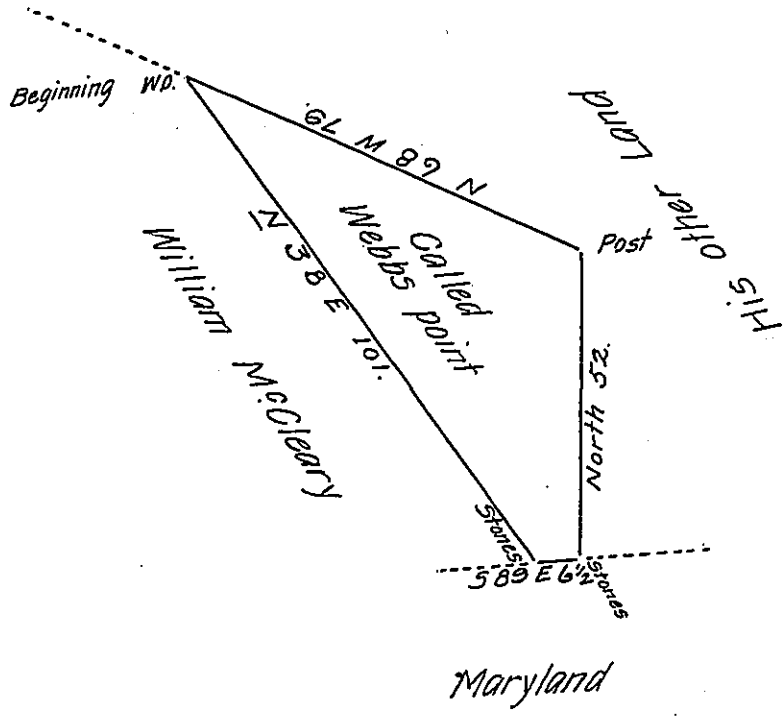 Beginning Wo.
N 68 W 79.
His other Land
Called
Webbs point
Post
N 38 E 101.
William McCleary
North 52.
Stones
S 89 E 6½
Stones
Maryland